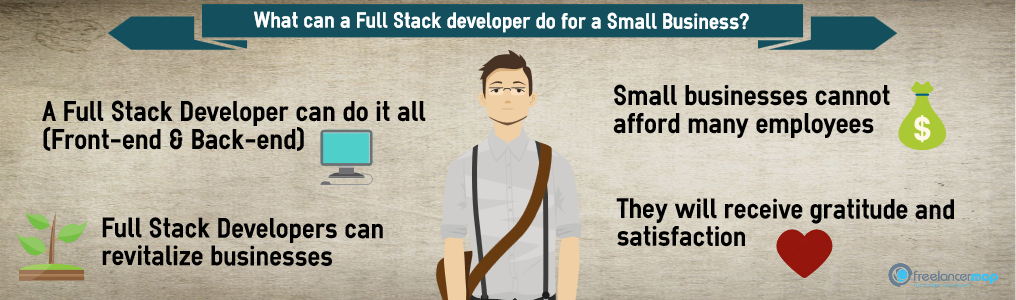 What can a Full Stack developer do for a Small Business?
A Full Stack Developer can do it all
(Front-end & Back-end)
Small businesses cannot
afford many employees
$
Full Stack Developers can
revitalize businesses
They will receive gratitude and
satisfaction
freelancermap